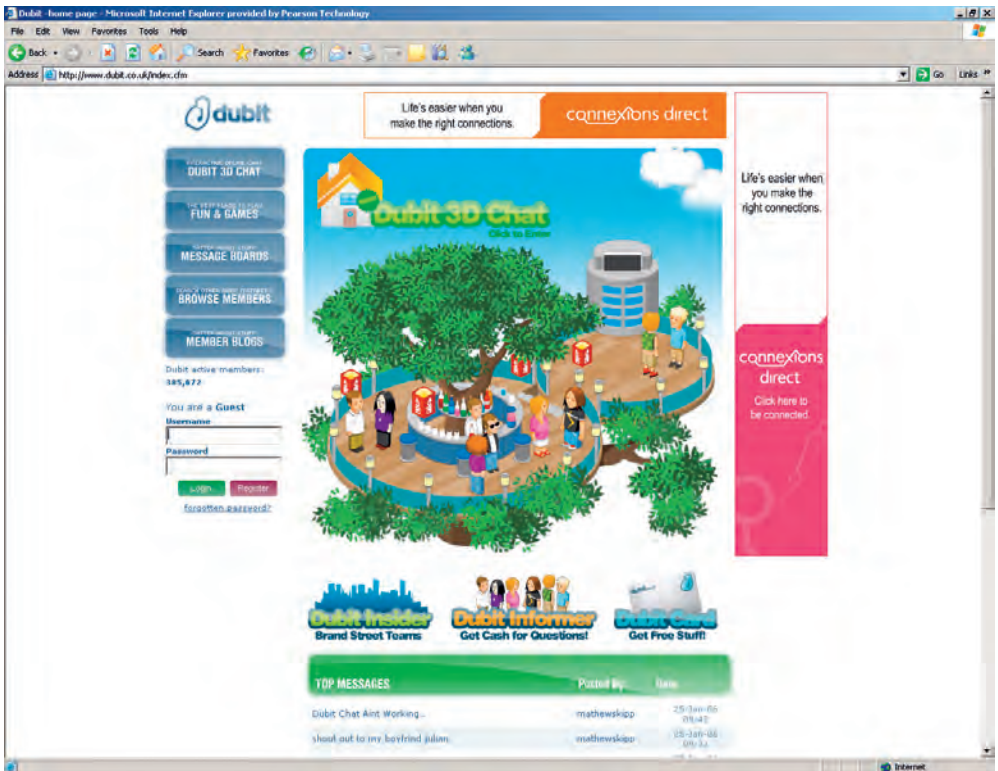 Dubit -home page - Microsoft Internet Explorer provided by Pearson Technology
File Edit View Favorites Tools Help
Back Search Favorites
Address http://www.dubit.co.uk/index.cfm Go Links »
dubit
Life's easier when you
make the right connections.
connexions direct
DUBIT 3D CHAT
FUN & GAMES
MESSAGE BOARDS
BROWSE MEMBERS
MEMBER BLOGS
Dubit active members:
385,672
You are a Guest
Username
Password
Login Register
forgotten password?
Dubit 3D Chat
Click to Enter
Life's easier when
you make the
right connections.
connexions
direct
Click here to
be connected.
Dubit Insider
Brand Street Teams
Dubit Informer
Get Cash for Questions!
Dubit Card
Get Free Stuff!
TOP MESSAGES Posted By: Date
Dubit Chat Aint Working.. mathewskipp 25-Jan-06
09:43
shout out to my boyfrind julian mathewskipp
Internet